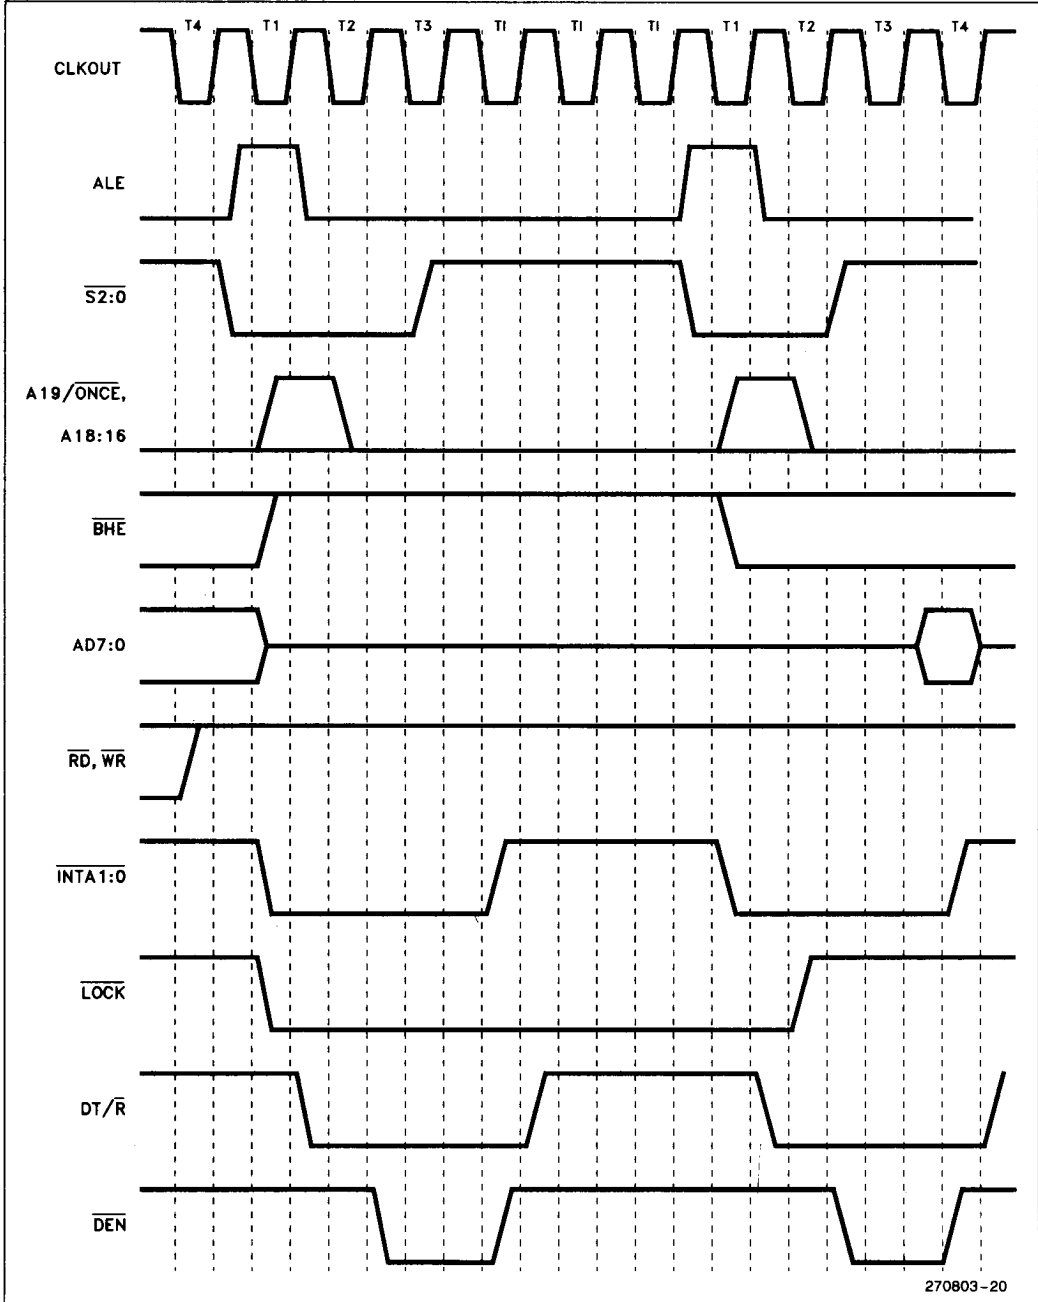 T4 T1 T2 T3 TI TI TI T1 T2 T3 T4
CLKOUT
ALE
S2:0
A19/ONCE,
A18:16
BHE
AD7:0
RD, WR
INTA1:0
LOCK
DT/R
DEN
270803-20